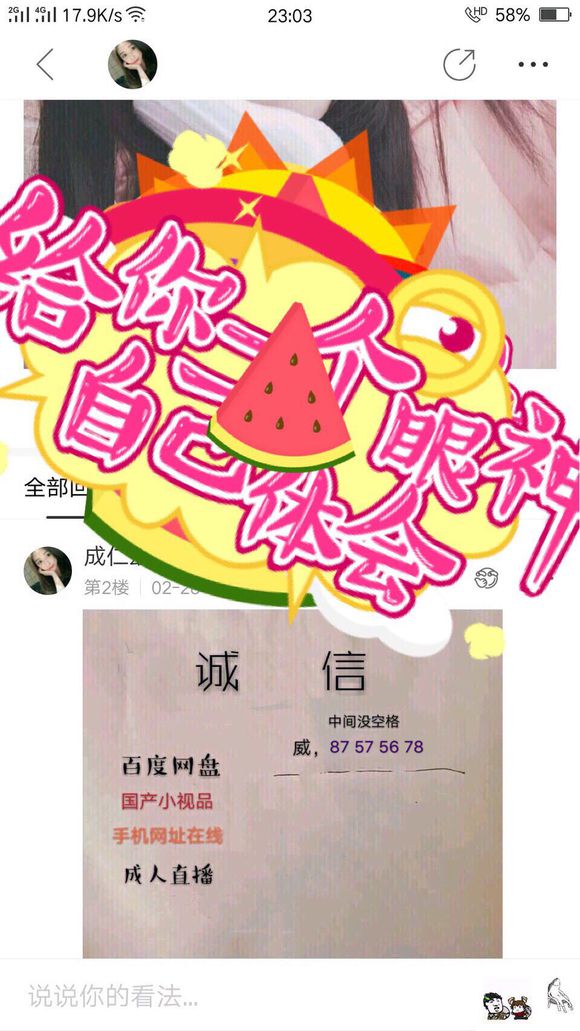 2G 4G 17.9K/s 23:03 HD 58%
给你一个
自己体会
眼神
全部回
成仁
第2楼 02-28
诚 信
中间没空格
威，87 57 56 78
百度网盘
国产小视品
手机网址在线
成人直播
说说你的看法...